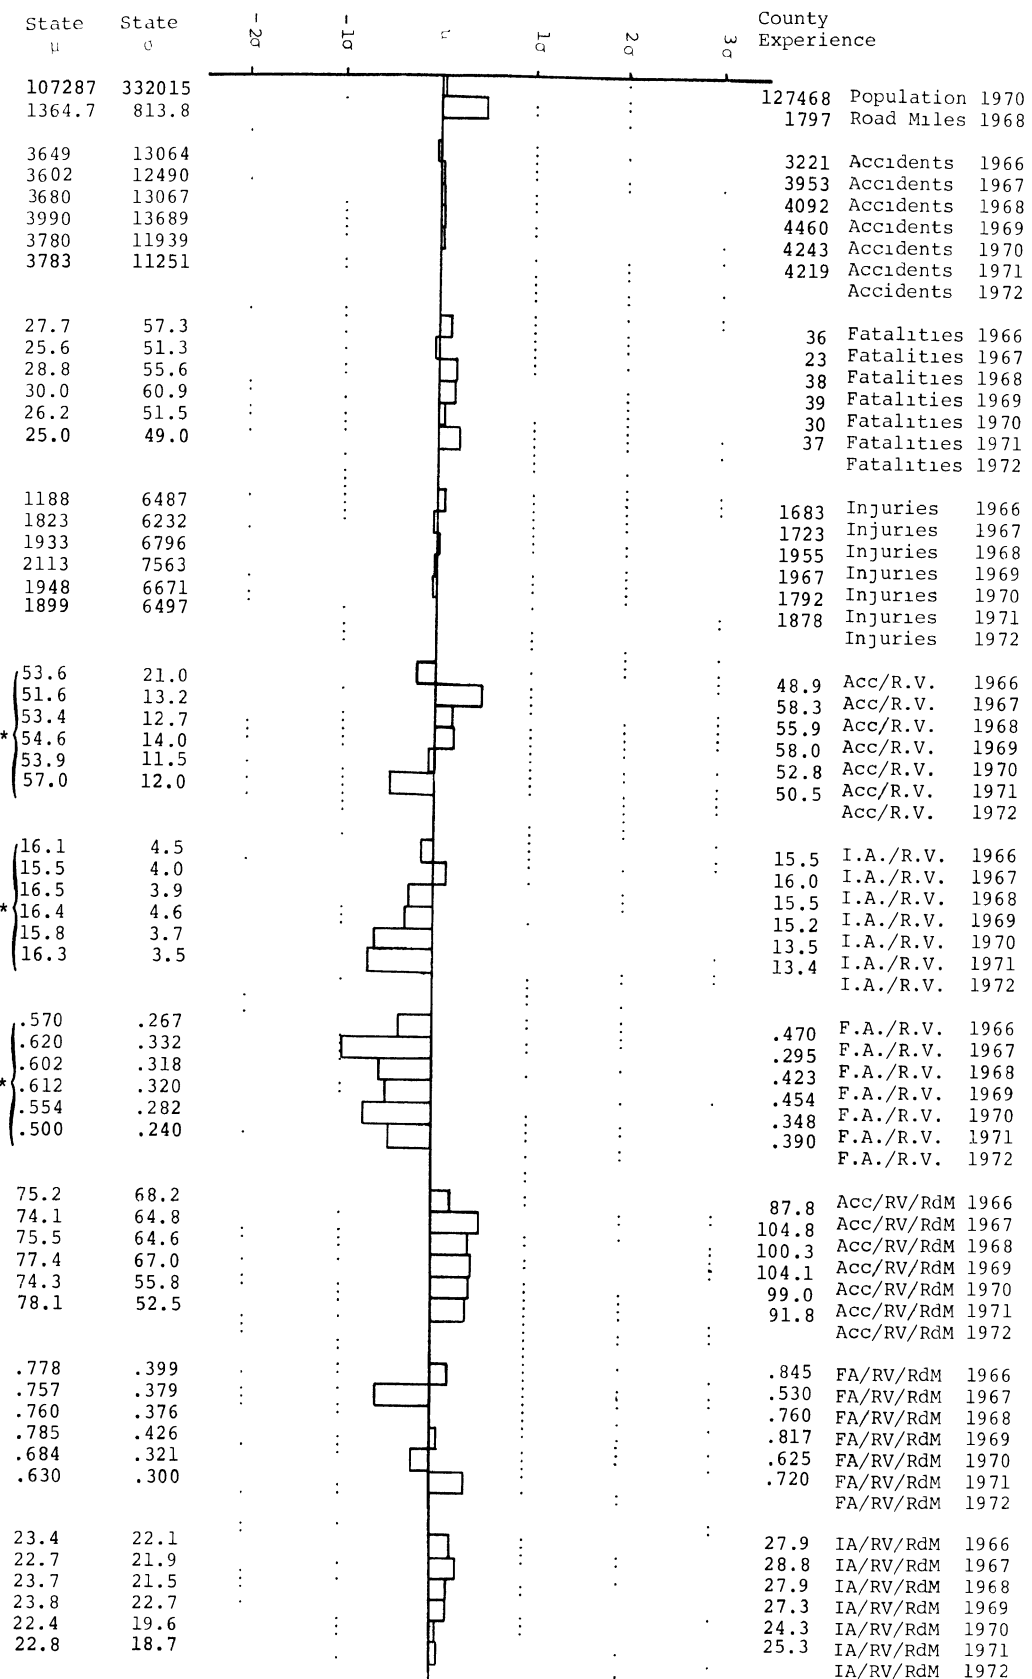 State State -2σ -1σ μ 1σ 2σ 3σ County
μ σ Experience
107287 332015 127468 Population 1970
1364.7 813.8 1797 Road Miles 1968
3649 13064 3221 Accidents 1966
3602 12490 3953 Accidents 1967
3680 13067 4092 Accidents 1968
3990 13689 4460 Accidents 1969
3780 11939 4243 Accidents 1970
3783 11251 4219 Accidents 1971
Accidents 1972
27.7 57.3 36 Fatalities 1966
25.6 51.3 23 Fatalities 1967
28.8 55.6 38 Fatalities 1968
30.0 60.9 39 Fatalities 1969
26.2 51.5 30 Fatalities 1970
25.0 49.0 37 Fatalities 1971
Fatalities 1972
1188 6487 1683 Injuries 1966
1823 6232 1723 Injuries 1967
1933 6796 1955 Injuries 1968
2113 7563 1967 Injuries 1969
1948 6671 1792 Injuries 1970
1899 6497 1878 Injuries 1971
Injuries 1972
53.6 21.0 48.9 Acc/R.V. 1966
51.6 13.2 58.3 Acc/R.V. 1967
53.4 12.7 55.9 Acc/R.V. 1968
* 54.6 14.0 58.0 Acc/R.V. 1969
53.9 11.5 52.8 Acc/R.V. 1970
57.0 12.0 50.5 Acc/R.V. 1971
Acc/R.V. 1972
16.1 4.5 15.5 I.A./R.V. 1966
15.5 4.0 16.0 I.A./R.V. 1967
16.5 3.9 15.5 I.A./R.V. 1968
* 16.4 4.6 15.2 I.A./R.V. 1969
15.8 3.7 13.5 I.A./R.V. 1970
16.3 3.5 13.4 I.A./R.V. 1971
I.A./R.V. 1972
.570 .267 .470 F.A./R.V. 1966
.620 .332 .295 F.A./R.V. 1967
.602 .318 .423 F.A./R.V. 1968
* .612 .320 .454 F.A./R.V. 1969
.554 .282 .348 F.A./R.V. 1970
.500 .240 .390 F.A./R.V. 1971
F.A./R.V. 1972
75.2 68.2 87.8 Acc/RV/RdM 1966
74.1 64.8 104.8 Acc/RV/RdM 1967
75.5 64.6 100.3 Acc/RV/RdM 1968
77.4 67.0 104.1 Acc/RV/RdM 1969
74.3 55.8 99.0 Acc/RV/RdM 1970
78.1 52.5 91.8 Acc/RV/RdM 1971
Acc/RV/RdM 1972
.778 .399 .845 FA/RV/RdM 1966
.757 .379 .530 FA/RV/RdM 1967
.760 .376 .760 FA/RV/RdM 1968
.785 .426 .817 FA/RV/RdM 1969
.684 .321 .625 FA/RV/RdM 1970
.630 .300 .720 FA/RV/RdM 1971
FA/RV/RdM 1972
23.4 22.1 27.9 IA/RV/RdM 1966
22.7 21.9 28.8 IA/RV/RdM 1967
23.7 21.5 27.9 IA/RV/RdM 1968
23.8 22.7 27.3 IA/RV/RdM 1969
22.4 19.6 24.3 IA/RV/RdM 1970
22.8 18.7 25.3 IA/RV/RdM 1971
IA/RV/RdM 1972